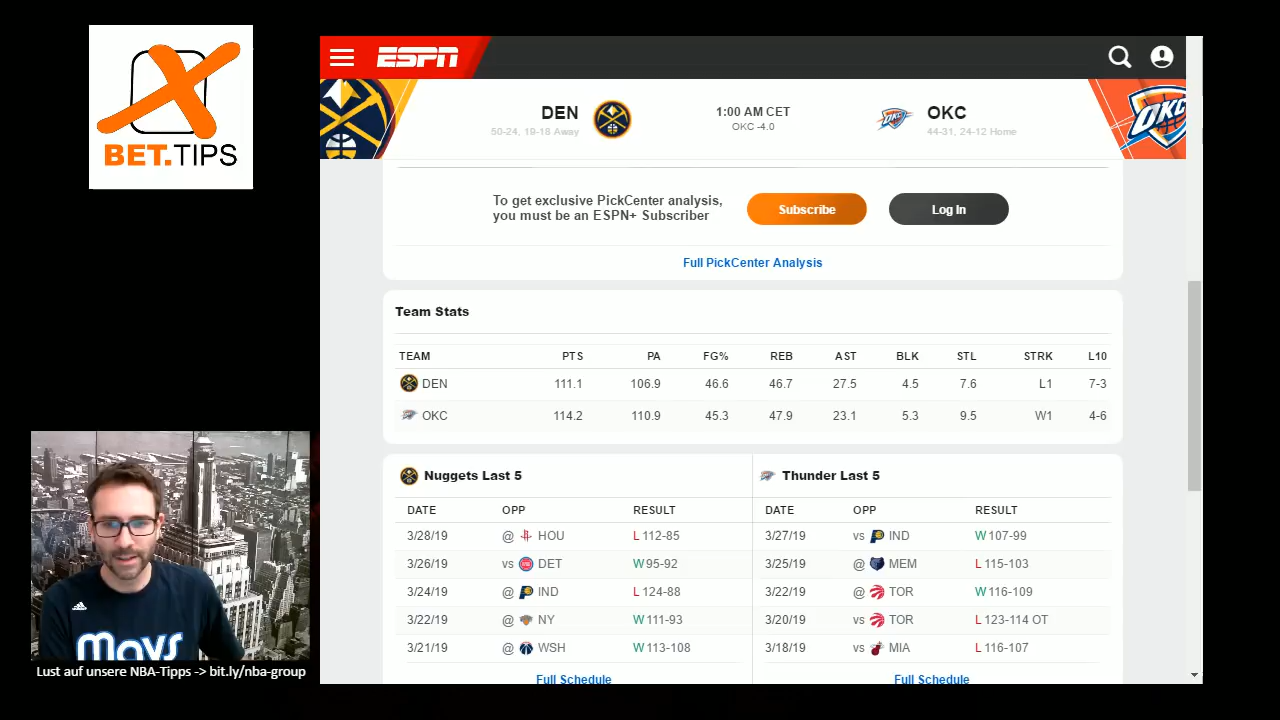 BET.TIPS
ESPN
DEN
50-24, 19-18 Away
1:00 AM CET
OKC -4.0
OKC
44-31, 24-12 Home
OKC
To get exclusive PickCenter analysis,
you must be an ESPN+ Subscriber
Subscribe
Log In
Full PickCenter Analysis
Team Stats
TEAM PTS PA FG% REB AST BLK STL STRK L10
DEN 111.1 106.9 46.6 46.7 27.5 4.5 7.6 L1 7-3
OKC 114.2 110.9 45.3 47.9 23.1 5.3 9.5 W1 4-6
Nuggets Last 5
DATE OPP RESULT
3/28/19 @ HOU L 112-85
3/26/19 vs DET W 95-92
3/24/19 @ IND L 124-88
3/22/19 @ NY W 111-93
3/21/19 @ WSH W 113-108
Full Schedule
Thunder Last 5
DATE OPP RESULT
3/27/19 vs IND W 107-99
3/25/19 @ MEM L 115-103
3/22/19 @ TOR W 116-109
3/20/19 vs TOR L 123-114 OT
3/18/19 vs MIA L 116-107
Full Schedule
Mavs
Lust auf unsere NBA-Tipps -> bit.ly/nba-group